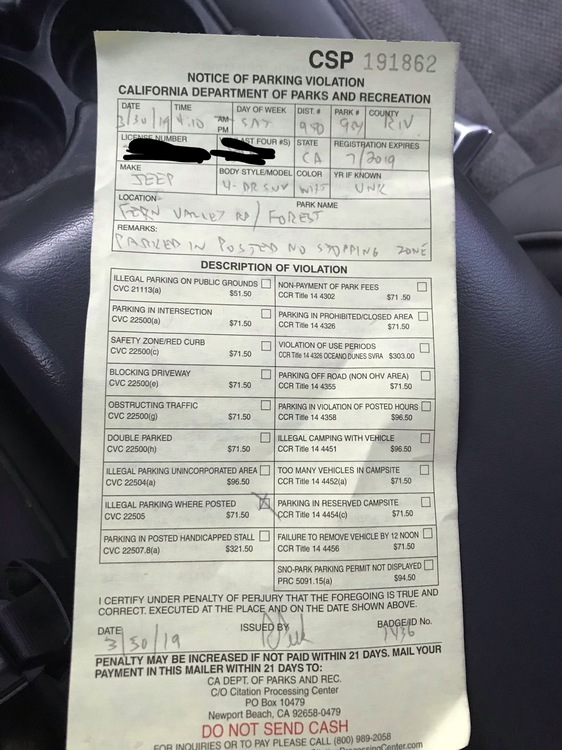 CSP 191862
NOTICE OF PARKING VIOLATION
CALIFORNIA DEPARTMENT OF PARKS AND RECREATION
DATE TIME AM PM DAY OF WEEK DIST. # PARK # COUNTY
3/30/19 4:10 SAT 950 RIV
LICENSE NUMBER LAST FOUR #S) STATE REGISTRATION EXPIRES
CA 7/2019
MAKE BODY STYLE/MODEL COLOR YR IF KNOWN
JEEP 4-DR SUV WHT UNK
LOCATION PARK NAME
FERN VALLEY RD / FOREST
REMARKS:
PARKED IN POSTED NO STOPPING ZONE
DESCRIPTION OF VIOLATION
ILLEGAL PARKING ON PUBLIC GROUNDS NON-PAYMENT OF PARK FEES
CVC 21113(a) $51.50 CCR Title 14 4302 $71.50
PARKING IN INTERSECTION PARKING IN PROHIBITED/CLOSED AREA
CVC 22500(a) $71.50 CCR Title 14 4326 $71.50
SAFETY ZONE/RED CURB VIOLATION OF USE PERIODS
CVC 22500(c) $71.50 CCR Title 14 4326 OCEANO DUNES SVRA $303.00
BLOCKING DRIVEWAY PARKING OFF ROAD (NON OHV AREA)
CVC 22500(e) $71.50 CCR Title 14 4355 $71.50
OBSTRUCTING TRAFFIC PARKING IN VIOLATION OF POSTED HOURS
CVC 22500(g) $71.50 CCR Title 14 4358 $96.50
DOUBLE PARKED ILLEGAL CAMPING WITH VEHICLE
CVC 22500(h) $71.50 CCR Title 14 4451 $96.50
ILLEGAL PARKING UNINCORPORATED AREA TOO MANY VEHICLES IN CAMPSITE
CVC 22504(a) $96.50 CCR Title 14 4452(a) $71.50
ILLEGAL PARKING WHERE POSTED X PARKING IN RESERVED CAMPSITE
CVC 22505 $71.50 CCR Title 14 4454(c) $71.50
PARKING IN POSTED HANDICAPPED STALL FAILURE TO REMOVE VEHICLE BY 12 NOON
CVC 22507.8(a) $321.50 CCR Title 14 4456 $71.50
SNO-PARK PARKING PERMIT NOT DISPLAYED
PRC 5091.15(a) $94.50
I CERTIFY UNDER PENALTY OF PERJURY THAT THE FOREGOING IS TRUE AND
CORRECT. EXECUTED AT THE PLACE AND ON THE DATE SHOWN ABOVE.
DATE ISSUED BY BADGE/ID No.
3/30/19 1436
PENALTY MAY BE INCREASED IF NOT PAID WITHIN 21 DAYS. MAIL YOUR
PAYMENT IN THIS MAILER WITHIN 21 DAYS TO:
CA DEPT. OF PARKS AND REC.
C/O Citation Processing Center
PO Box 10479
Newport Beach, CA 92658-0479
DO NOT SEND CASH
FOR INQUIRIES OR TO PAY PLEASE CALL (800) 989-2058
ProcessingCenter.com